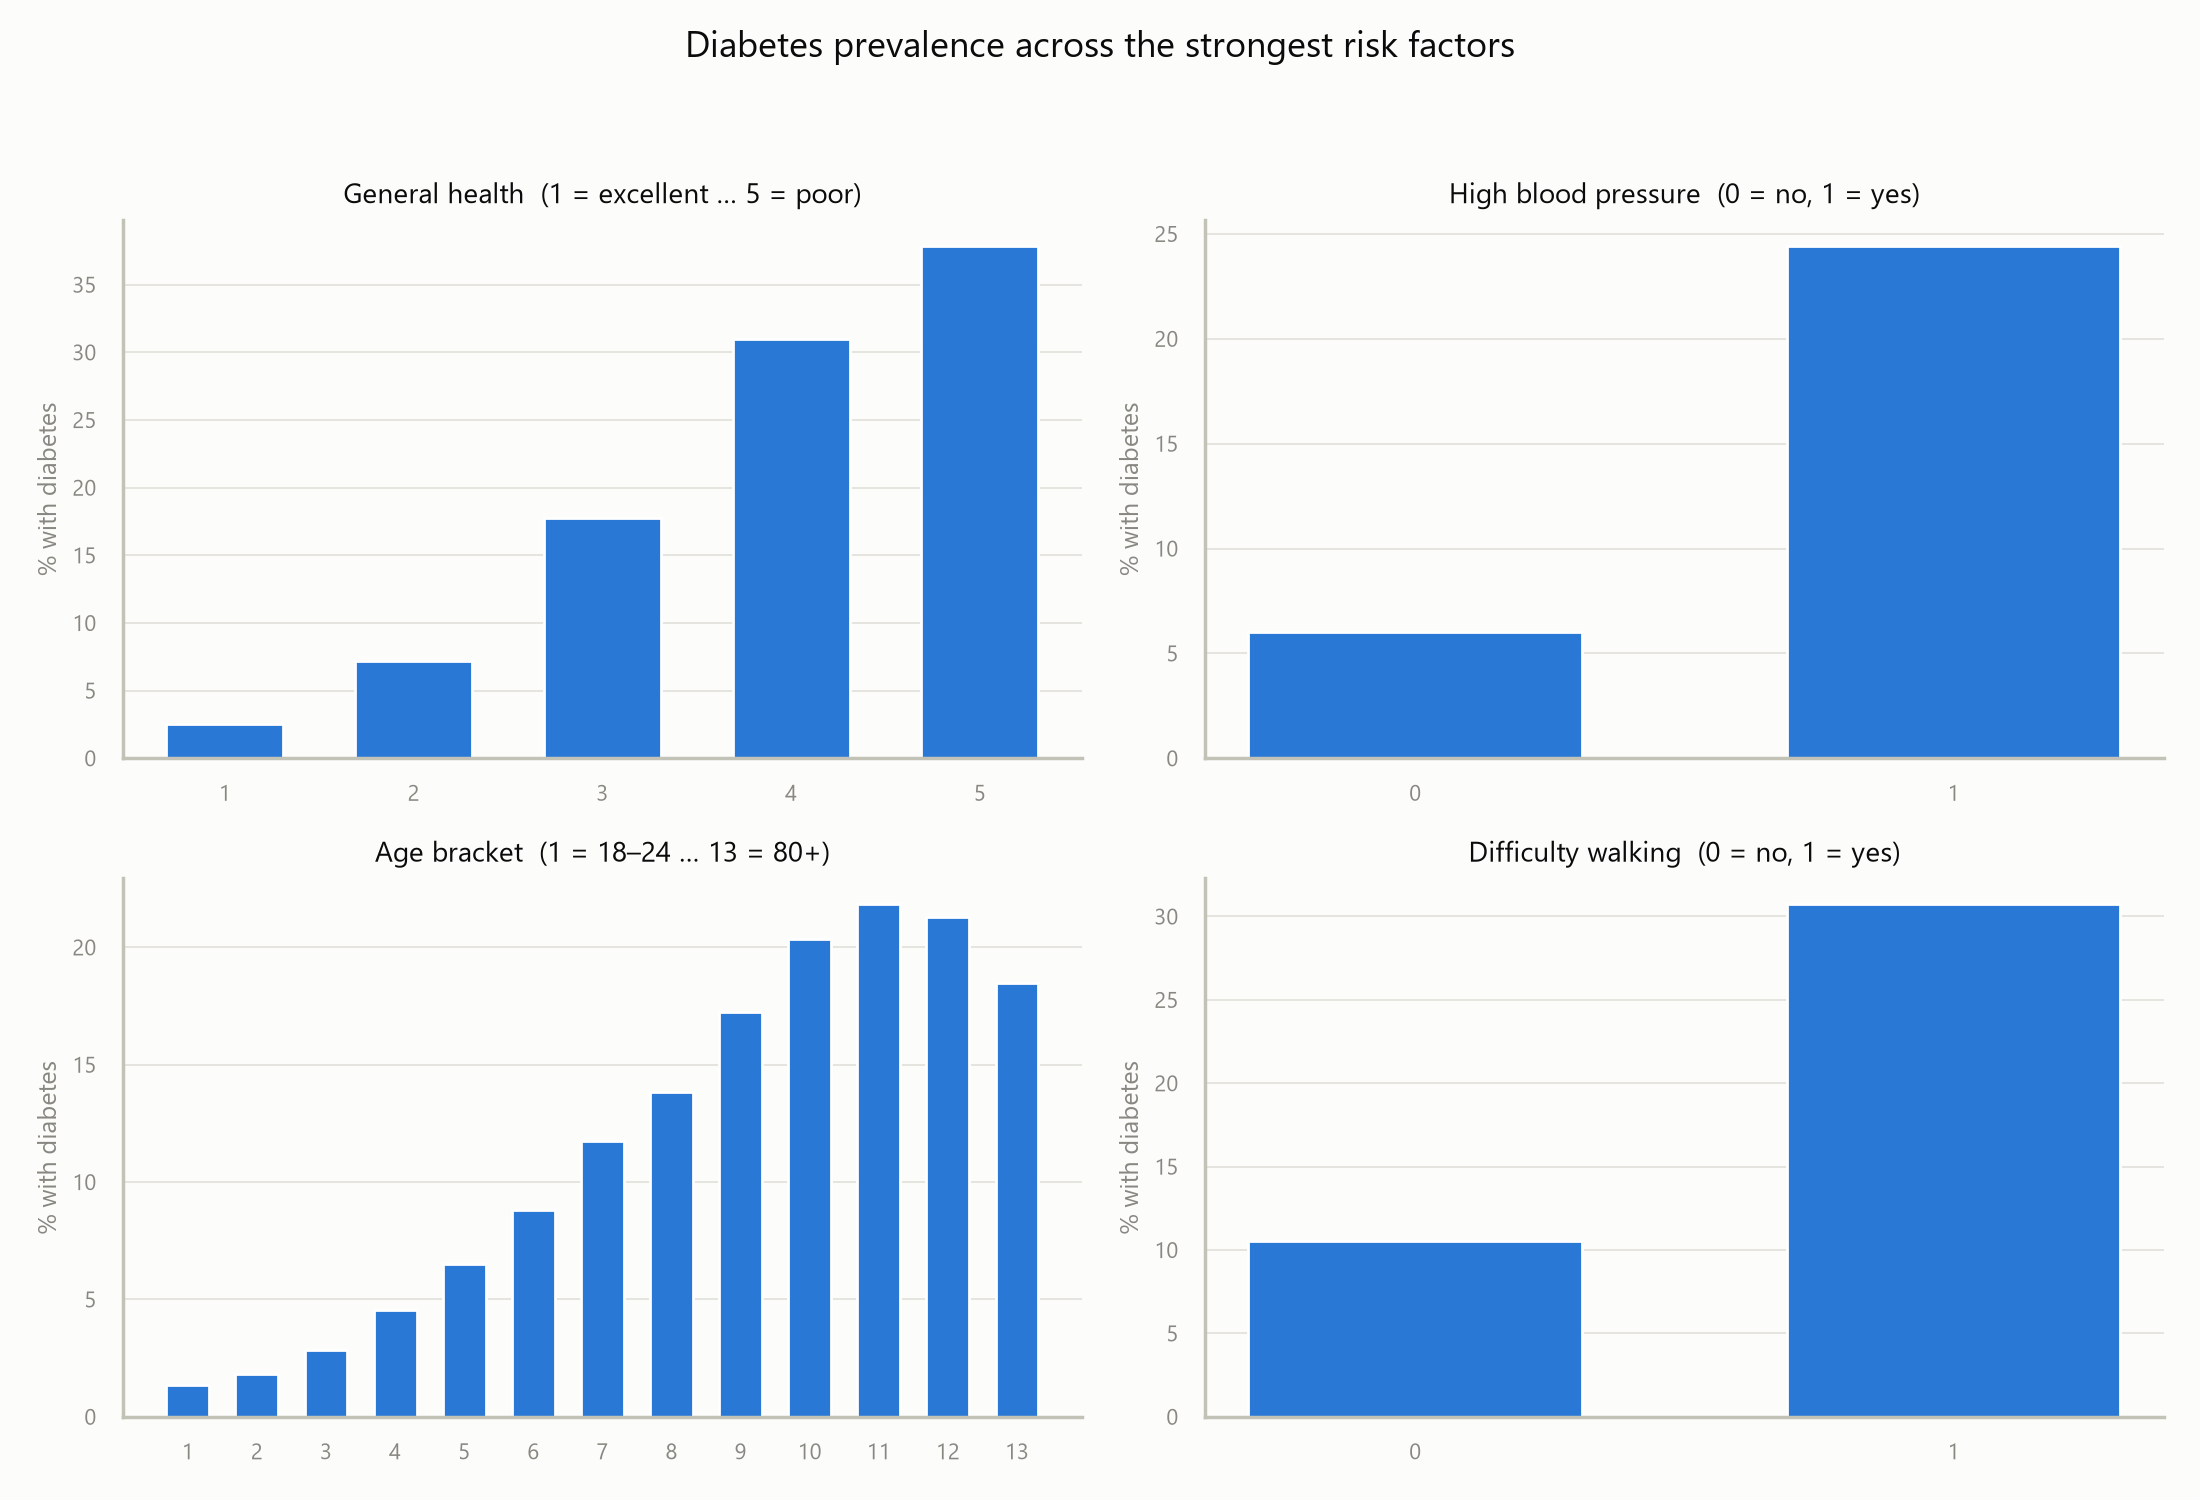 Diabetes prevalence across the strongest risk factors
General health  (1 = excellent ... 5 = poor)
% with diabetes
35
30
25
20
15
10
5
0
1 2 3 4 5
High blood pressure  (0 = no, 1 = yes)
% with diabetes
25
20
15
10
5
0
0 1
Age bracket  (1 = 18–24 ... 13 = 80+)
% with diabetes
20
15
10
5
0
1 2 3 4 5 6 7 8 9 10 11 12 13
Difficulty walking  (0 = no, 1 = yes)
% with diabetes
30
25
20
15
10
5
0
0 1